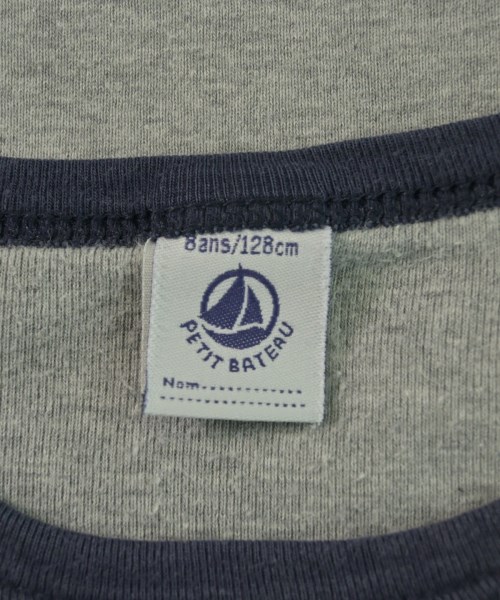 8ans/128cm
PETIT BATEAU
Nom..............
.....................